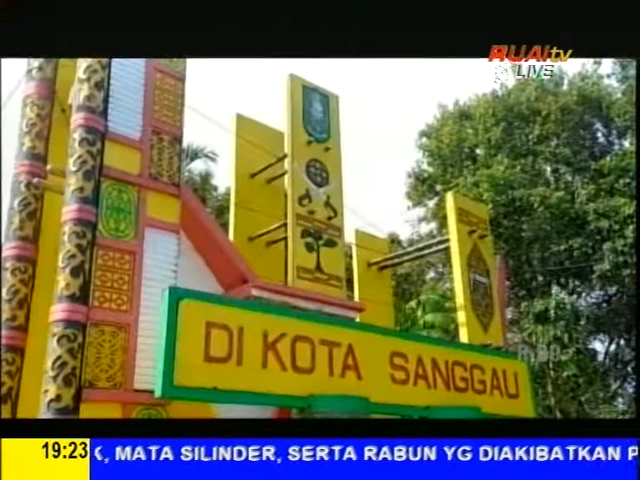 RUAI tv
LIVE
DI KOTA SANGGAU
19:23
K, MATA SILINDER, SERTA RABUN YG DIAKIBATKAN P